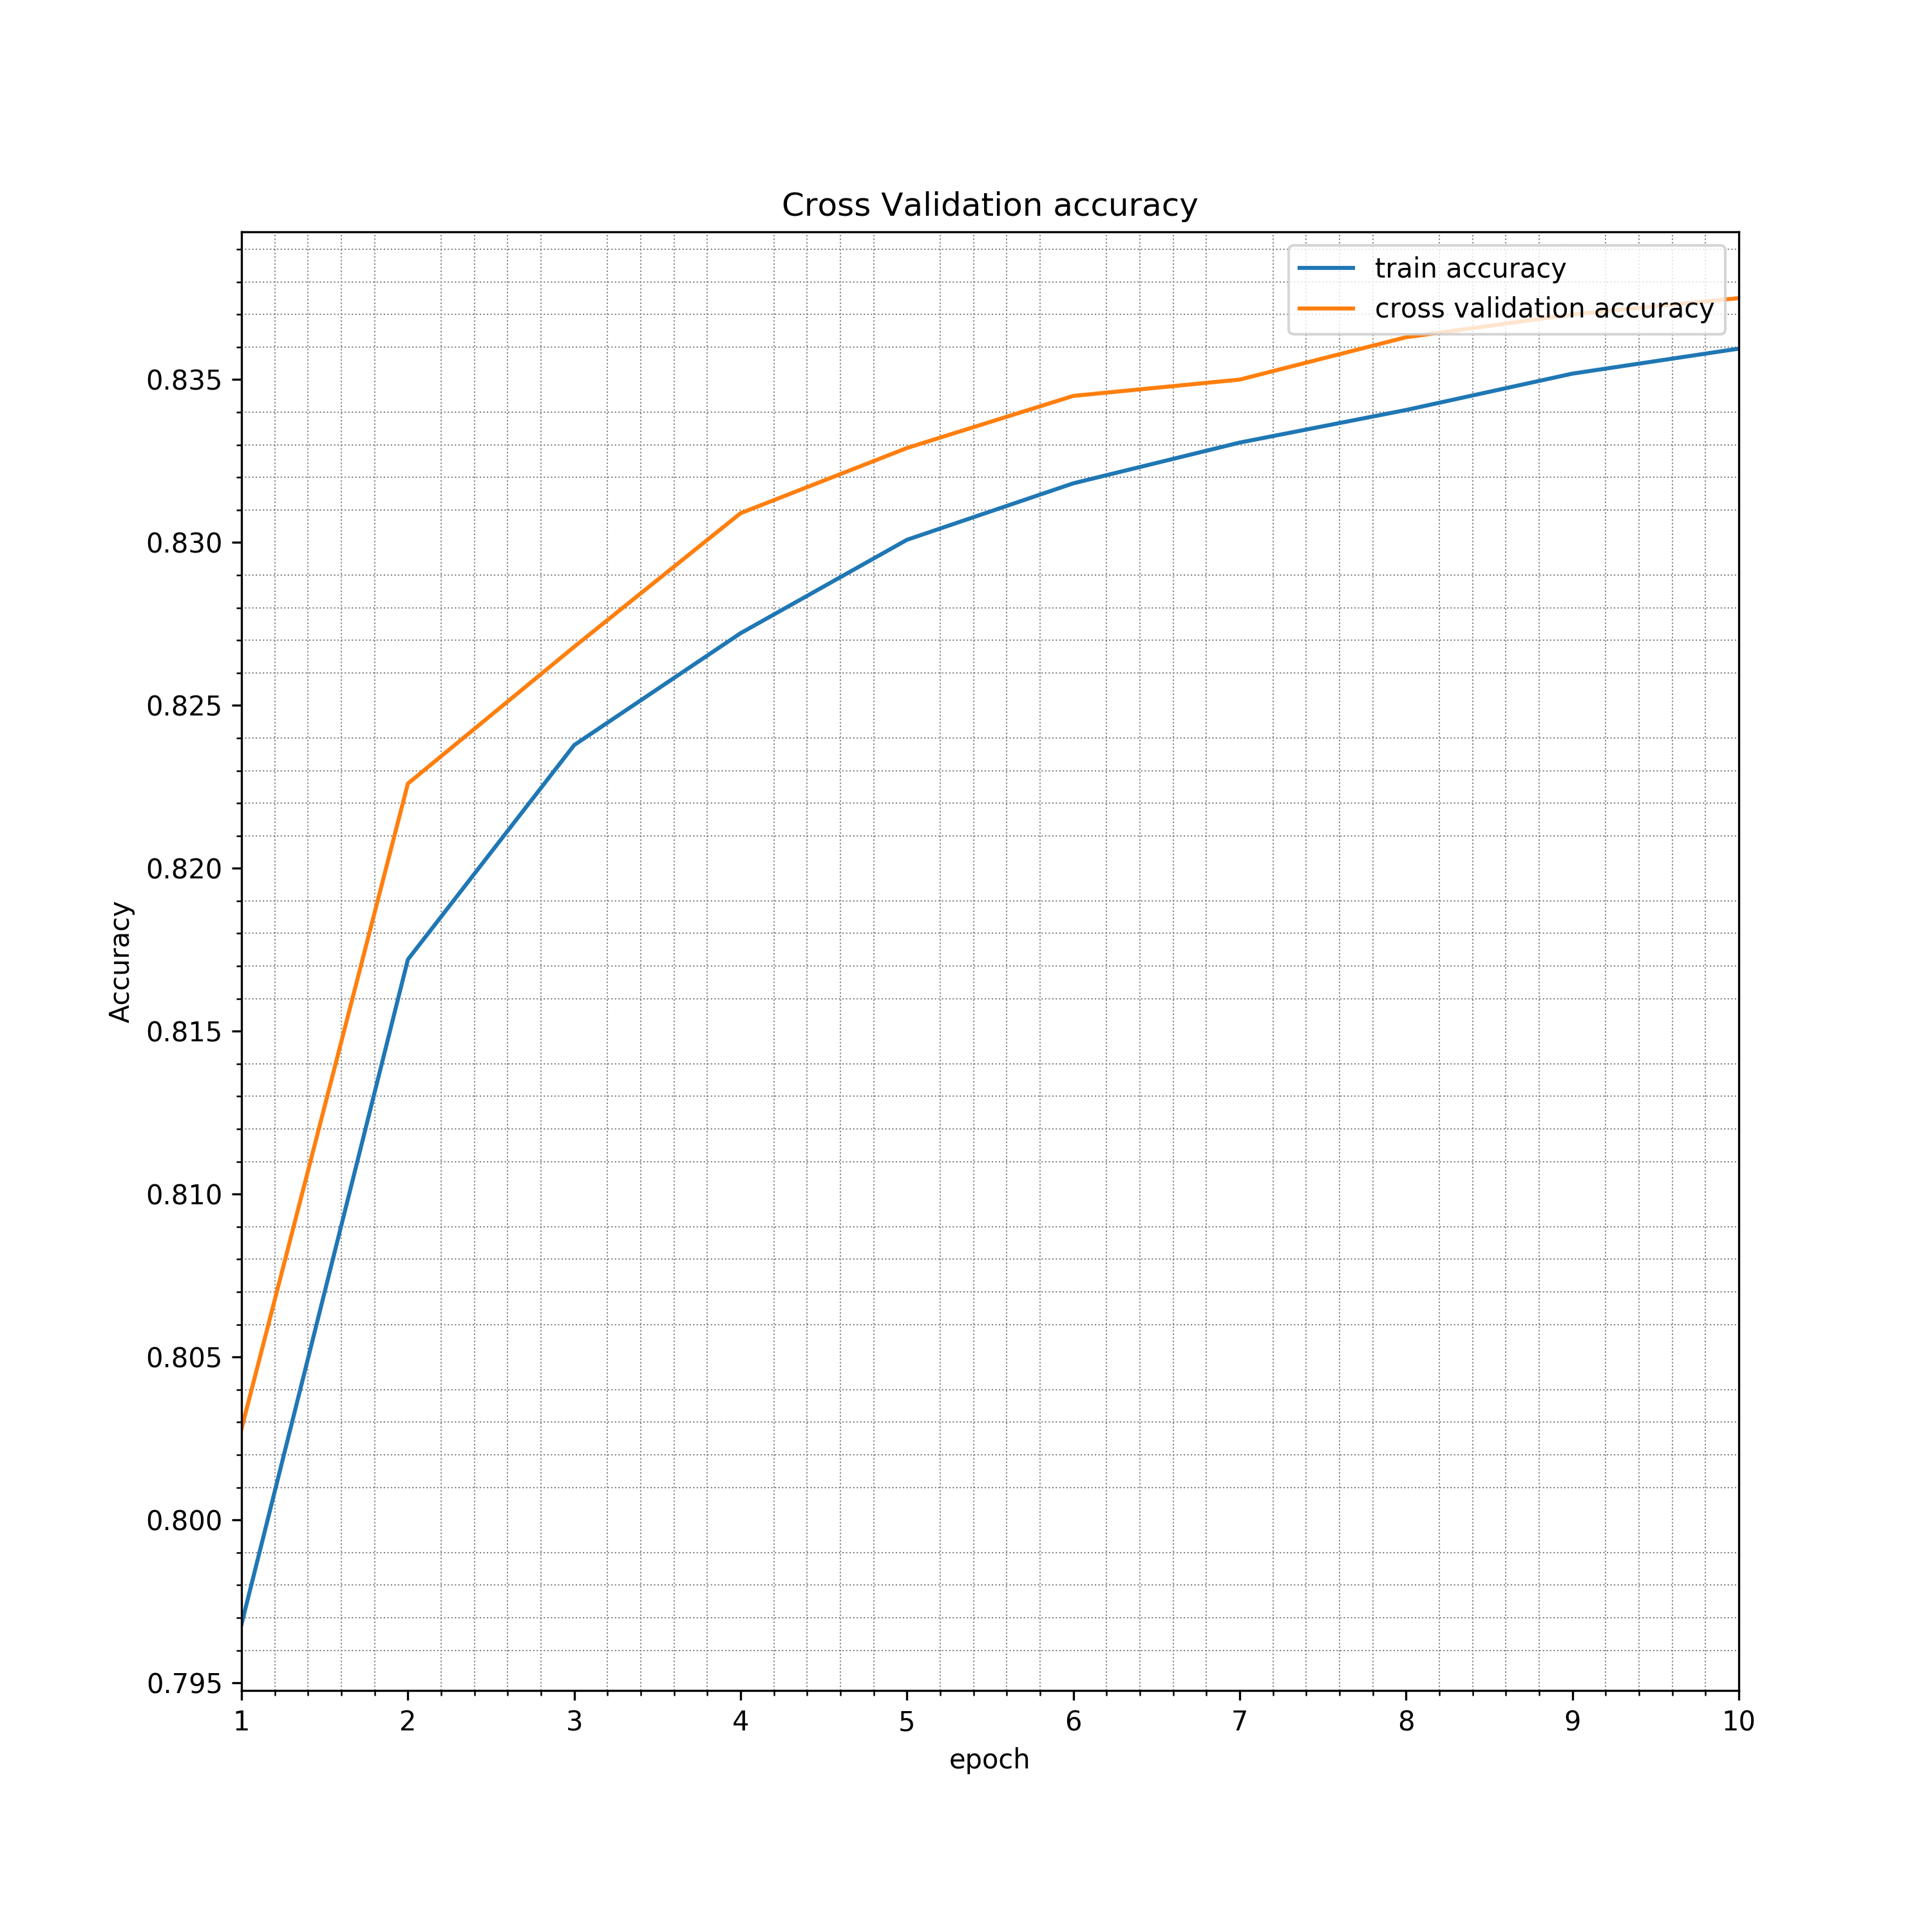 Cross Validation accuracy
train accuracy
cross validation accuracy
Accuracy
0.835
0.830
0.825
0.820
0.815
0.810
0.805
0.800
0.795
1 2 3 4 5 6 7 8 9 10
epoch